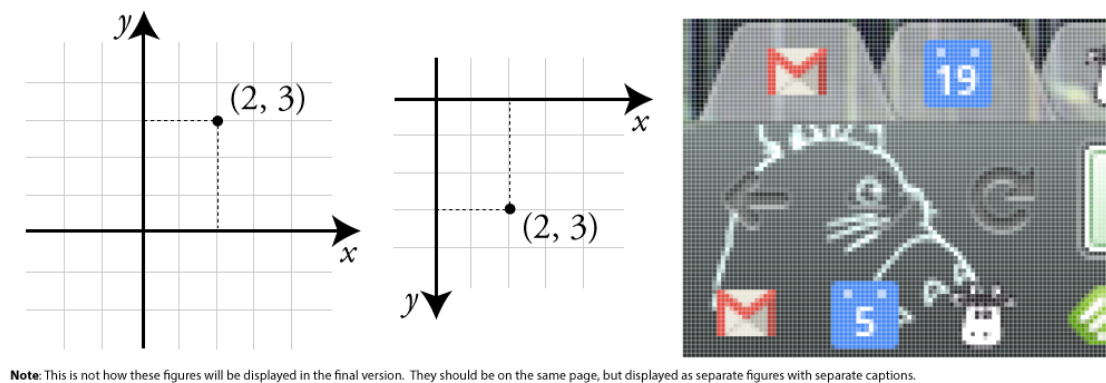 y
(2, 3)
x
x
(2, 3)
y
19
5
Note: This is not how these figures will be displayed in the final version. They should be on the same page, but displayed as separate figures with separate captions.